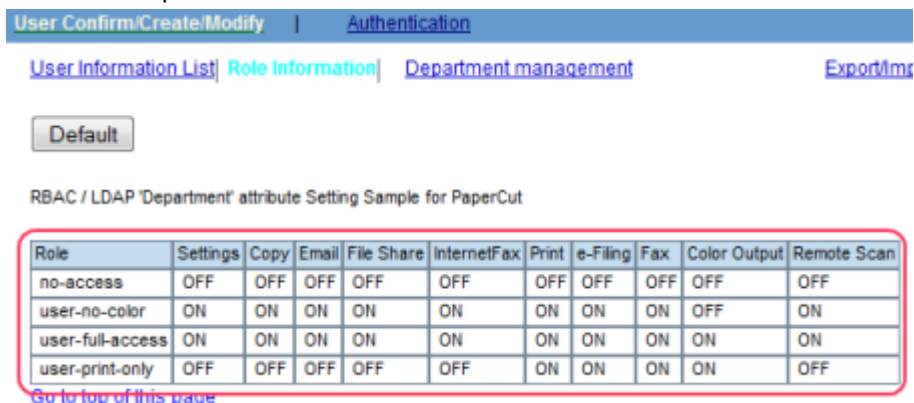 User Confirm/Create/Modify | Authentication
User Information List| Role Information| Department management
Default
RBAC / LDAP 'Department' attribute Setting Sample for PaperCut
Role Settings Copy Email File Share InternetFax Print e-Filing Fax Color Output Remote Scan
no-access OFF OFF OFF OFF OFF OFF OFF OFF OFF OFF
user-no-color ON ON ON ON ON ON ON ON OFF ON
user-full-access ON ON ON ON ON ON ON ON ON ON
user-print-only OFF OFF OFF OFF OFF ON ON ON ON OFF
Go to top of this page